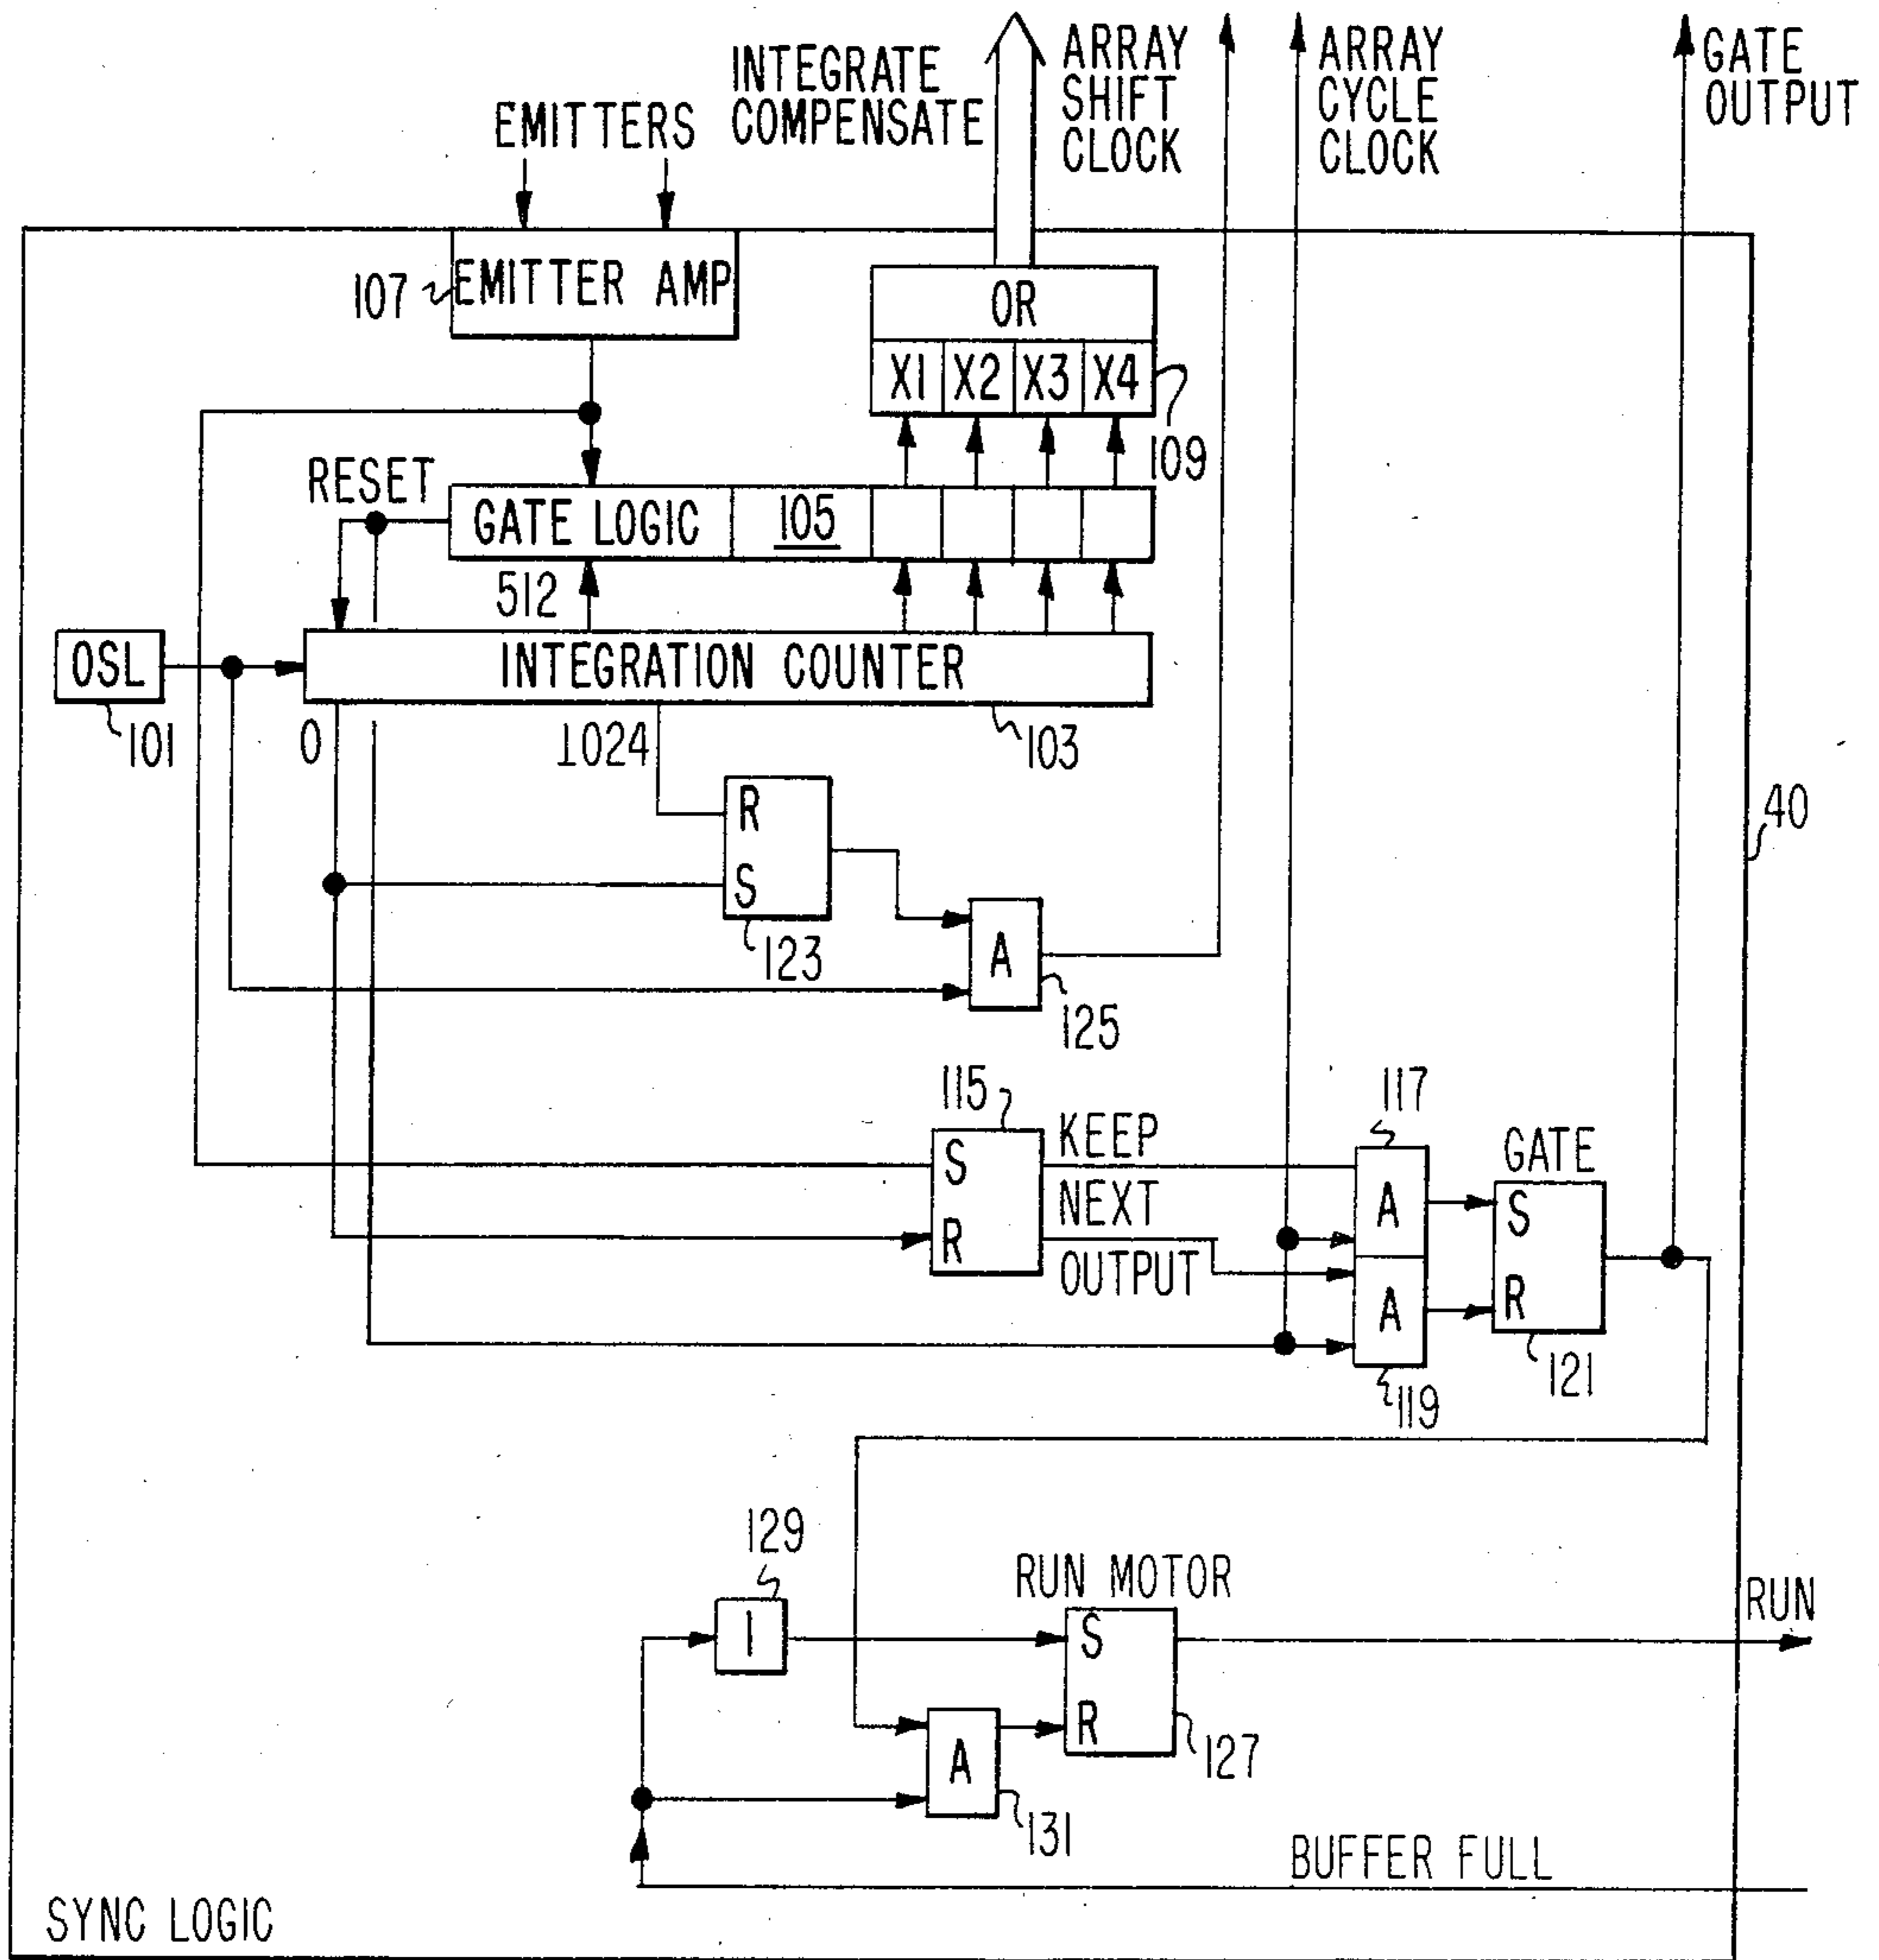 INTEGRATE
COMPENSATE
EMITTERS
ARRAY
SHIFT
CLOCK
ARRAY
CYCLE
CLOCK
GATE
OUTPUT
107
EMITTER AMP
OR
X1 X2 X3 X4
109
RESET
GATE LOGIC 105
512
OSL
101
INTEGRATION COUNTER
0
1024
103
40
R
S
123
A
125
115
S
R
KEEP
NEXT
OUTPUT
117
A
A
119
GATE
S
R
121
129
I
RUN MOTOR
S
R
127
RUN
A
131
BUFFER FULL
SYNC LOGIC